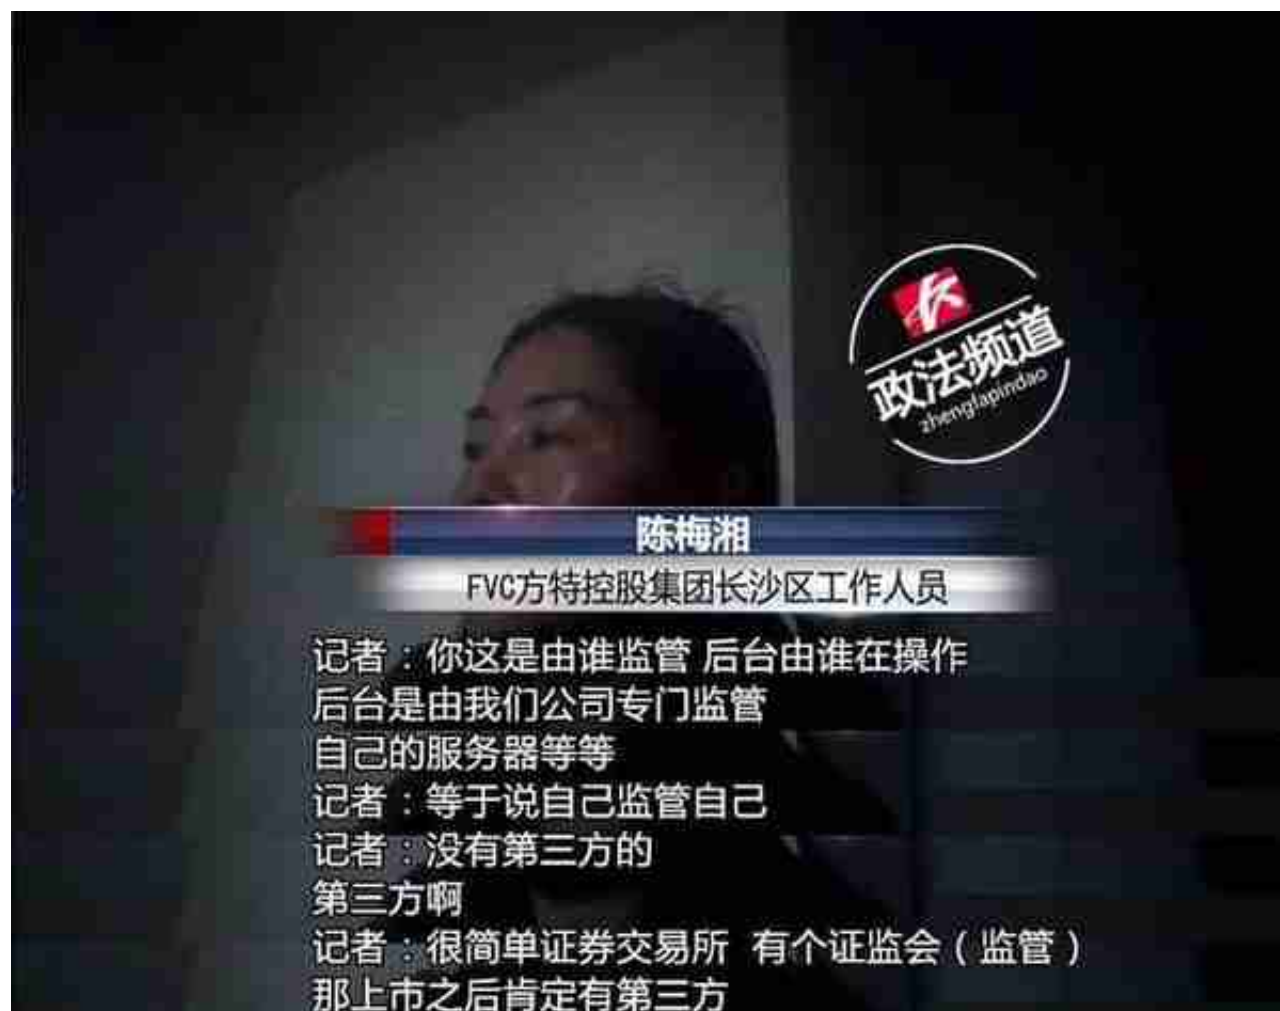 政法频道
zhengfapindao
陈梅湘
FVC方特控股集团长沙区工作人员
记者：你这是由谁监管 后台由谁在操作
后台是由我们公司专门监管
自己的服务器等等
记者：等于说自己监管自己
记者：没有第三方的
第三方啊
记者：很简单证券交易所 有个证监会（监管）
那上市之后肯定有第三方